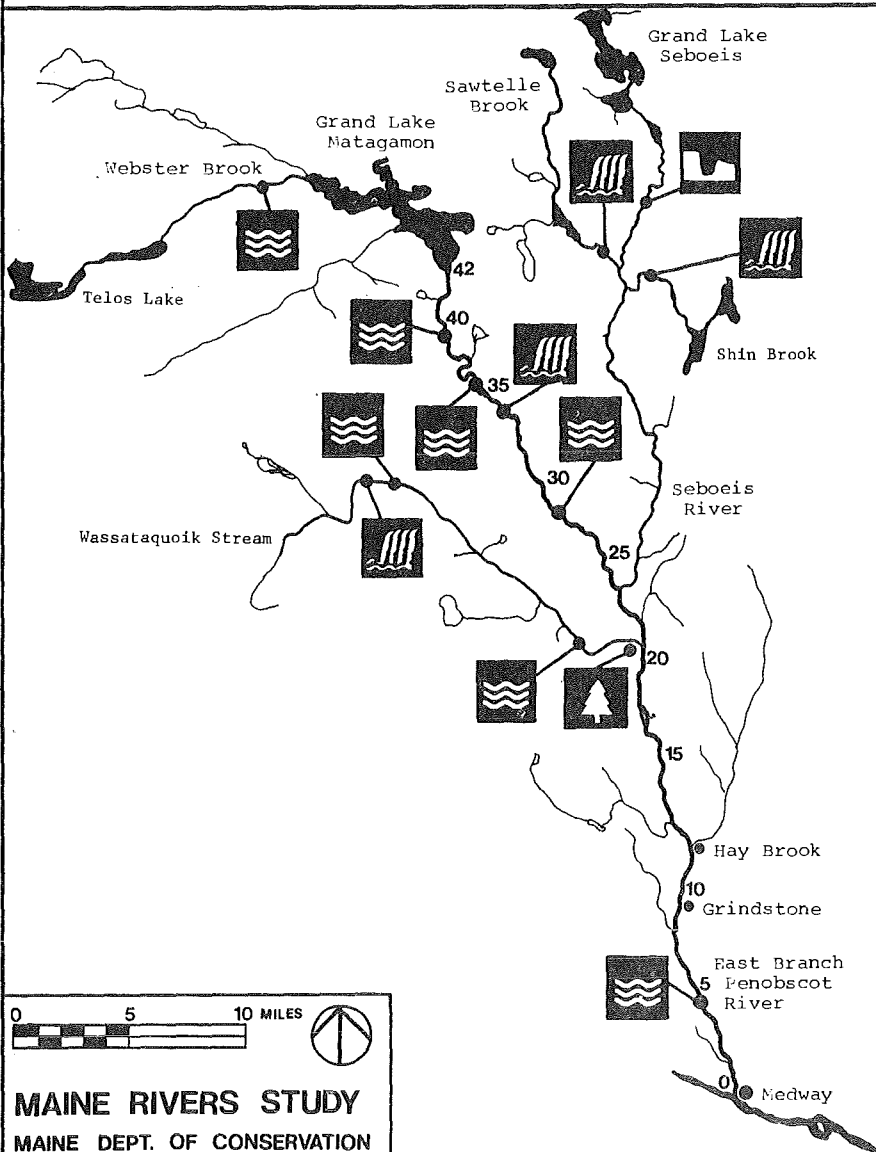 Grand Lake
Seboeis
Sawtelle
Brook
Grand Lake
Matagamon
Webster Brook
Telos Lake
42
40
35
Shin Brook
30
Seboeis
River
Wassataquoik Stream
25
20
15
Hay Brook
10
Grindstone
East Branch
Penobscot
River
5
0
Medway
0 5 10 MILES
MAINE RIVERS STUDY
MAINE DEPT. OF CONSERVATION